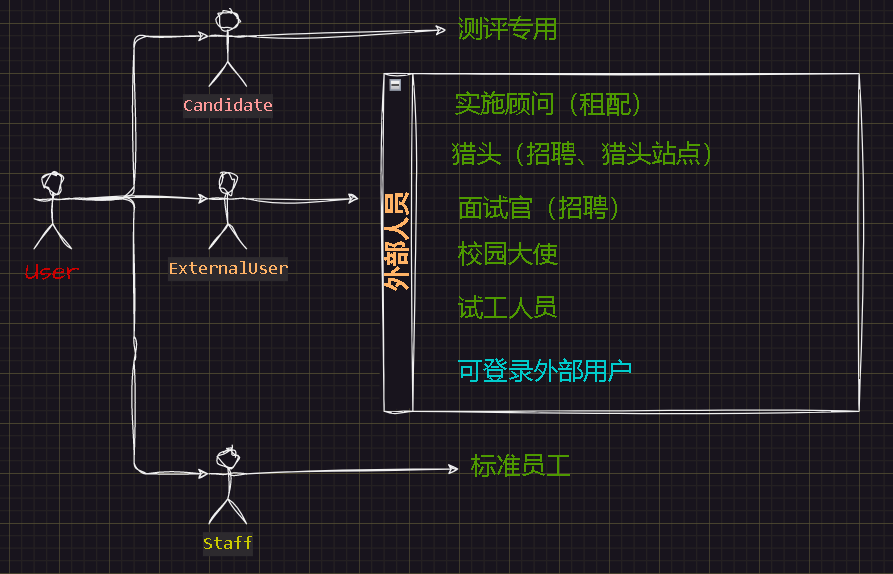 测评专用
Candidate
实施顾问（租配）
猎头（招聘、猎头站点）
面试官（招聘）
校园大使
试工人员
可登录外部用户
外部人员
User
ExternalUser
标准员工
Staff